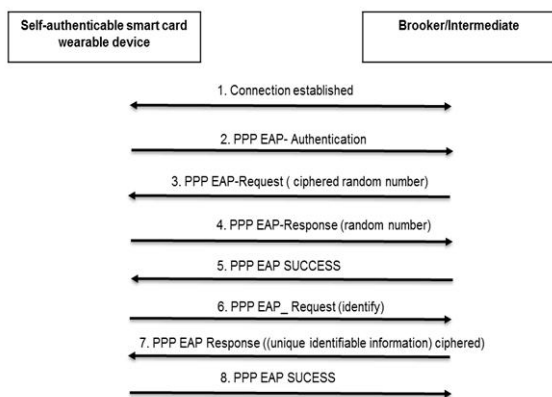 Self-authenticable smart card
wearable device
Brooker/Intermediate
1. Connection established
2. PPP EAP- Authentication
3. PPP EAP-Request ( ciphered random number)
4. PPP EAP-Response (random number)
5. PPP EAP SUCCESS
6. PPP EAP_ Request (identify)
7. PPP EAP Response ((unique identifiable information) ciphered)
8. PPP EAP SUCESS